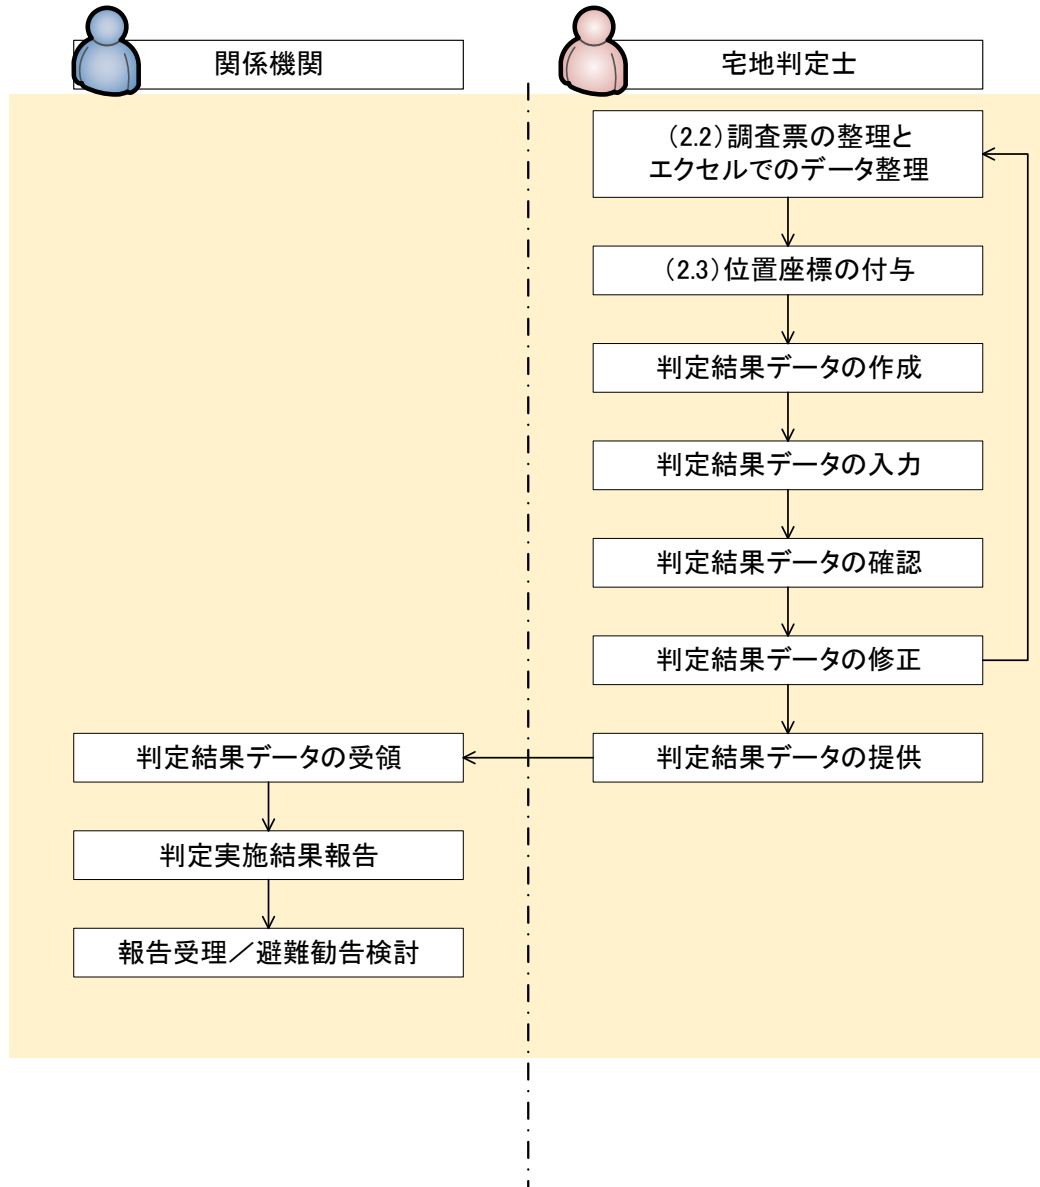 関係機関
宅地判定士
（2.2）調査票の整理と
エクセルでのデータ整理
（2.3）位置座標の付与
判定結果データの作成
判定結果データの入力
判定結果データの確認
判定結果データの修正
判定結果データの提供
判定結果データの受領
判定実施結果報告
報告受理／避難勧告検討